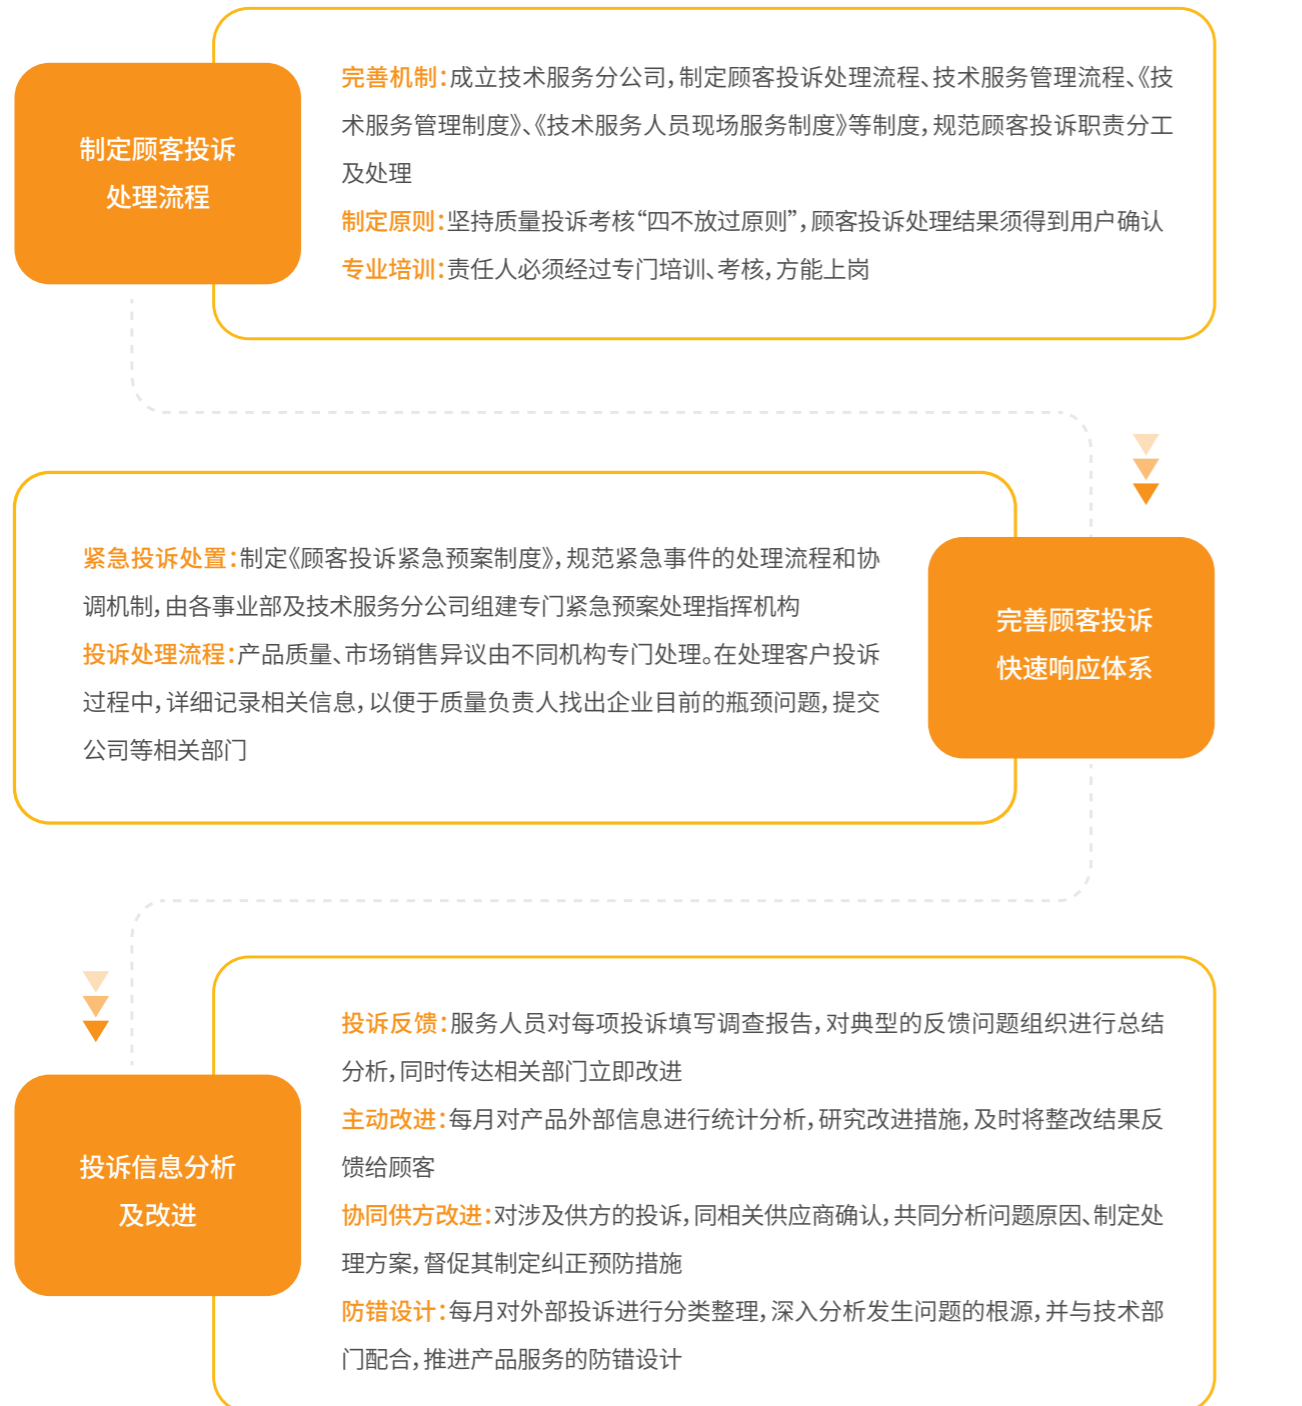 制定顾客投诉
处理流程
完善机制：成立技术服务分公司，制定顾客投诉处理流程、技术服务管理流程、《技
术服务管理制度》、《技术服务人员现场服务制度》等制度，规范顾客投诉职责分工
及处理
制定原则：坚持质量投诉考核“四不放过原则”，顾客投诉处理结果须得到用户确认
专业培训：责任人必须经过专门培训、考核，方能上岗
紧急投诉处置：制定《顾客投诉紧急预案制度》，规范紧急事件的处理流程和协
调机制，由各事业部及技术服务分公司组建专门紧急预案处理指挥机构
投诉处理流程：产品质量、市场销售异议由不同机构专门处理。在处理客户投诉
过程中，详细记录相关信息，以便于质量负责人找出企业目前的瓶颈问题，提交
公司等相关部门
完善顾客投诉
快速响应体系
投诉信息分析
及改进
投诉反馈：服务人员对每项投诉填写调查报告，对典型的反馈问题组织进行总结
分析，同时传达相关部门立即改进
主动改进：每月对产品外部信息进行统计分析，研究改进措施，及时将整改结果反
馈给顾客
协同供方改进：对涉及供方的投诉，同相关供应商确认，共同分析问题原因、制定处
理方案，督促其制定纠正预防措施
防错设计：每月对外部投诉进行分类整理，深入分析发生问题的根源，并与技术部
门配合，推进产品服务的防错设计